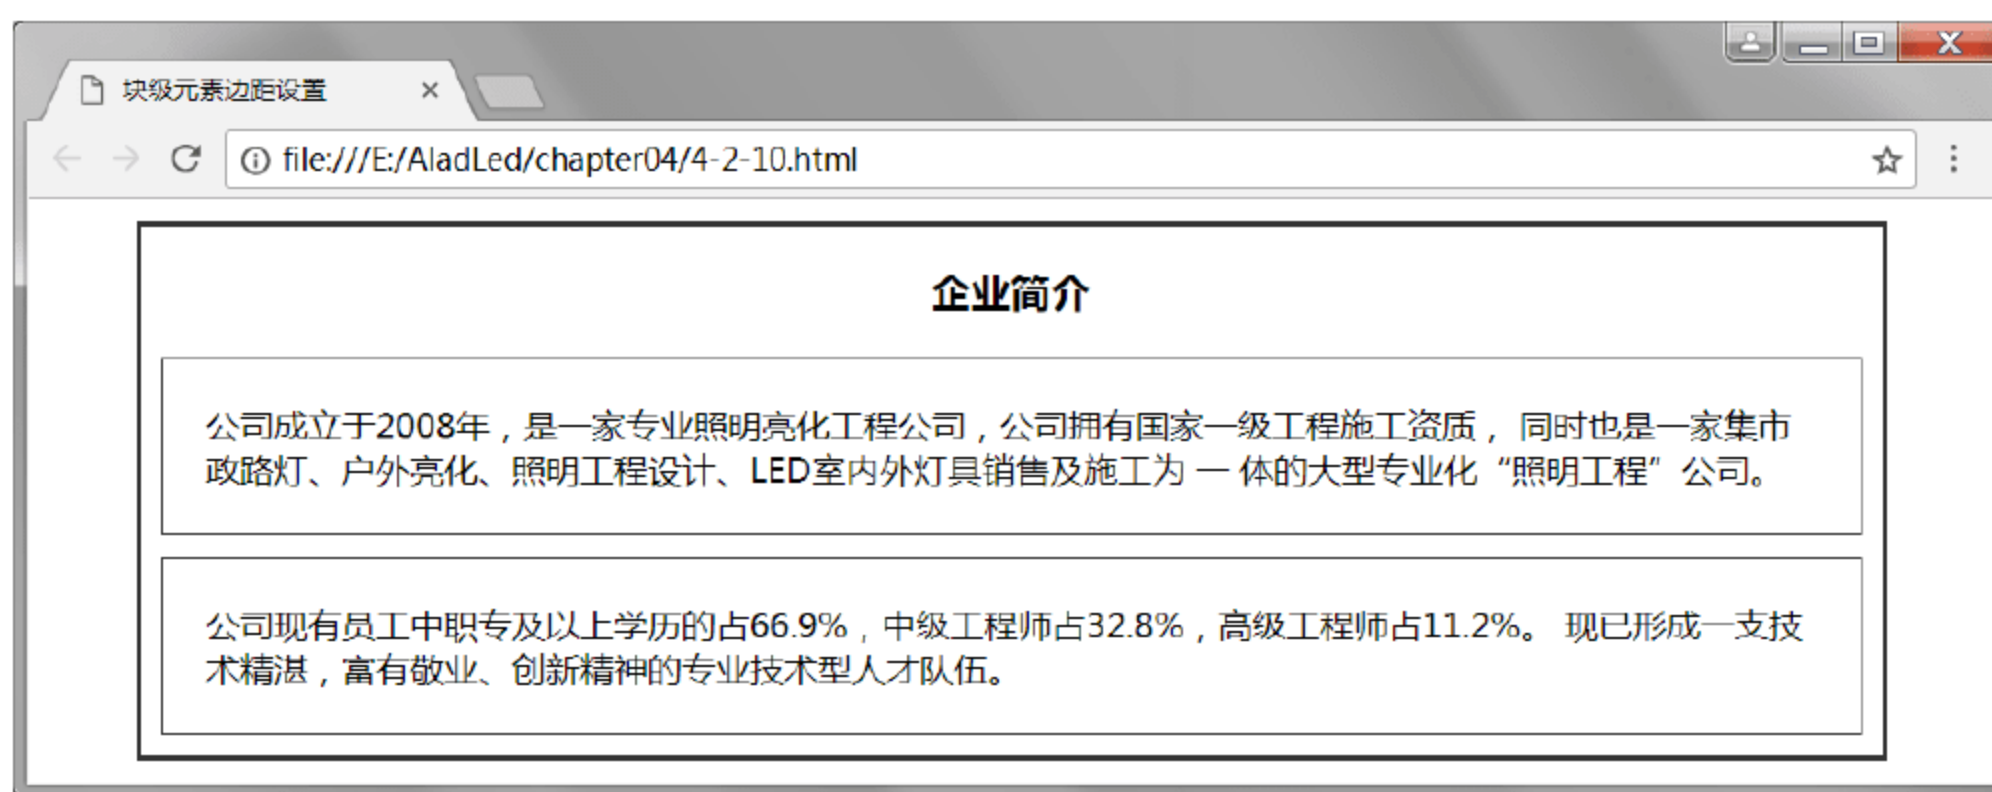 块级元素边距设置
file:///E:/AladLed/chapter04/4-2-10.html
企业简介
公司成立于2008年，是一家专业照明亮化工程公司，公司拥有国家一级工程施工资质， 同时也是一家集市
政路灯、户外亮化、照明工程设计、LED室内外灯具销售及施工为 一 体的大型专业化“照明工程”公司。
公司现有员工中职专及以上学历的占66.9%，中级工程师占32.8%，高级工程师占11.2%。 现已形成一支技
术精湛，富有敬业、创新精神的专业技术型人才队伍。